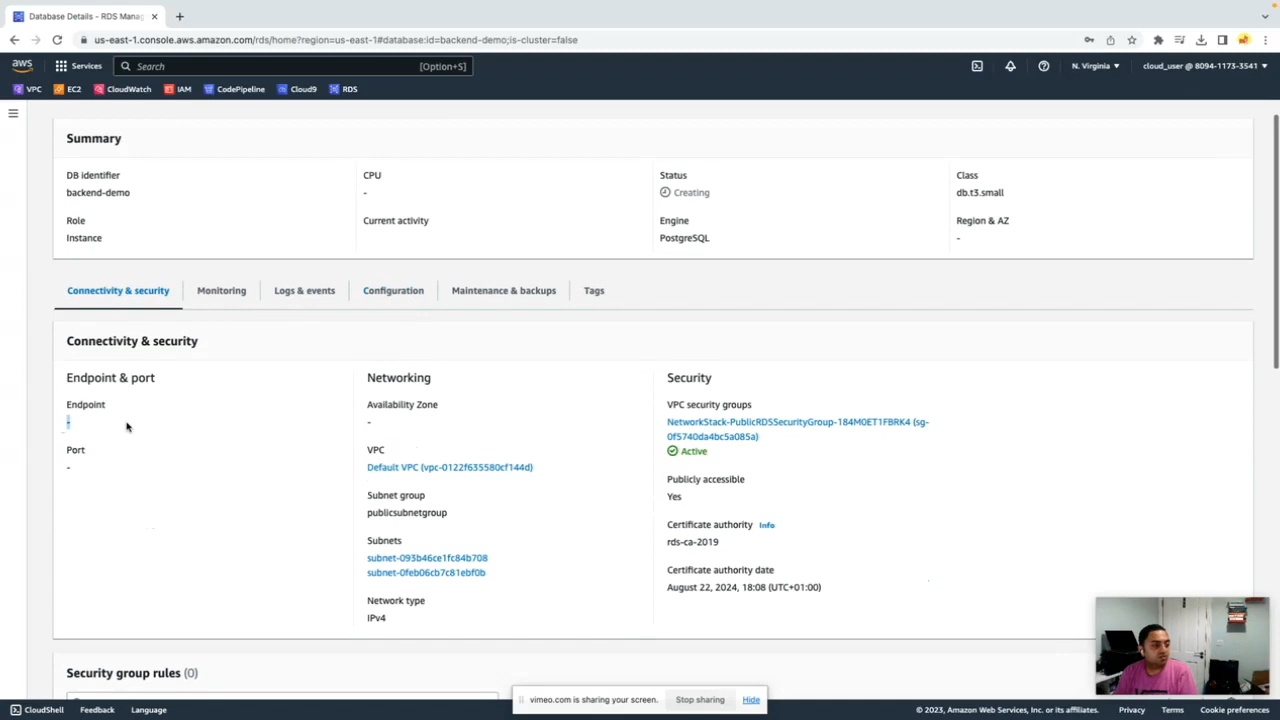 Database Details - RDS Mana
us-east-1.console.aws.amazon.com/rds/home?region=us-east-1#database:id=backend-demo;is-cluster=false
aws
Services
Search
[Option+S]
N. Virginia
cloud_user @ 8094-1173-3541
VPC
EC2
CloudWatch
IAM
CodePipeline
Cloud9
RDS
Summary
DB identifier
backend-demo
CPU
-
Status
Creating
Class
db.t3.small
Role
Instance
Current activity
Engine
PostgreSQL
Region & AZ
-
Connectivity & security
Monitoring
Logs & events
Configuration
Maintenance & backups
Tags
Connectivity & security
Endpoint & port
Endpoint
-
Port
-
Networking
Availability Zone
-
VPC
Default VPC (vpc-0122f635580cf144d)
Subnet group
publicsubnetgroup
Subnets
subnet-093b46ce1fc84b708
subnet-0feb06cb7c81ebf0b
Network type
IPv4
Security
VPC security groups
NetworkStack-PublicRDSSecurityGroup-184M0ET1FBRK4 (sg-
0f5740da4bc5a085a)
Active
Publicly accessible
Yes
Certificate authority Info
rds-ca-2019
Certificate authority date
August 22, 2024, 18:08 (UTC+01:00)
Security group rules (0)
vimeo.com is sharing your screen.
Stop sharing
Hide
CloudShell
Feedback
Language
© 2023, Amazon Web Services, Inc. or its affiliates.
Privacy
Terms
Cookie preferences